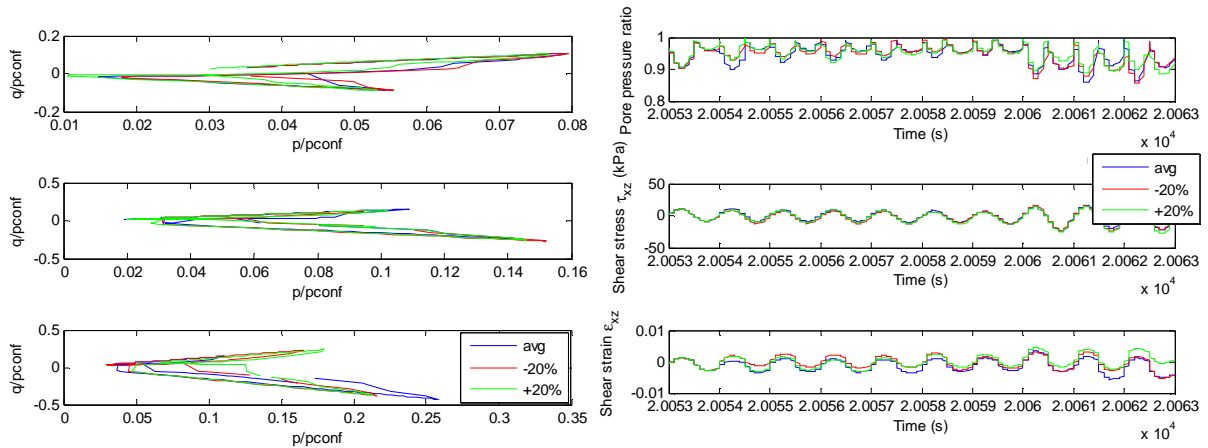 0.2
0
-0.2
q/pconf
0.01 0.02 0.03 0.04 0.05 0.06 0.07 0.08
p/pconf
0.5
0
-0.5
q/pconf
0 0.02 0.04 0.06 0.08 0.1 0.12 0.14 0.16
p/pconf
0.5
0
-0.5
q/pconf
0 0.05 0.1 0.15 0.2 0.25 0.3 0.35
p/pconf
avg
-20%
+20%
1
0.9
0.8
Pore pressure ratio
2.0053 2.0054 2.0055 2.0056 2.0057 2.0058 2.0059 2.006 2.0061 2.0062 2.0063
Time (s)
x 10^4
avg
-20%
+20%
50
0
-50
Shear stress τxz (kPa)
2.0053 2.0054 2.0055 2.0056 2.0057 2.0058 2.0059 2.006 2.0061 2.0062 2.0063
Time (s)
x 10^4
0.01
0
-0.01
Shear strain εxz
2.0053 2.0054 2.0055 2.0056 2.0057 2.0058 2.0059 2.006 2.0061 2.0062 2.0063
Time (s)
x 10^4